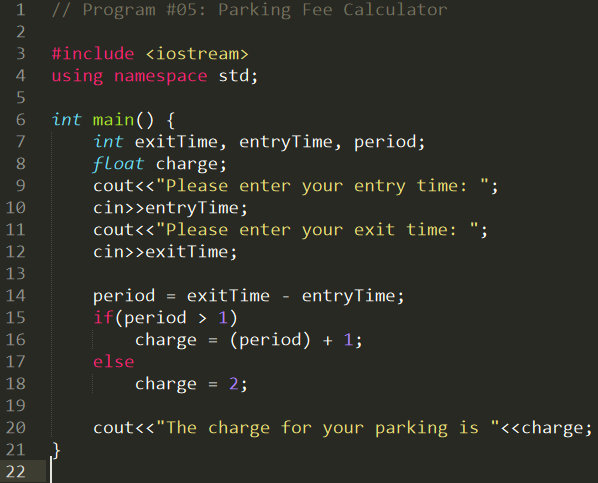 1 // Program #05: Parking Fee Calculator
2
3 #include <iostream>
4 using namespace std;
5
6 int main() {
7     int exitTime, entryTime, period;
8     float charge;
9     cout<<"Please enter your entry time: ";
10     cin>>entryTime;
11     cout<<"Please enter your exit time: ";
12     cin>>exitTime;
13
14     period = exitTime - entryTime;
15     if(period > 1)
16         charge = (period) + 1;
17     else
18         charge = 2;
19
20     cout<<"The charge for your parking is "<<charge;
21 }
22